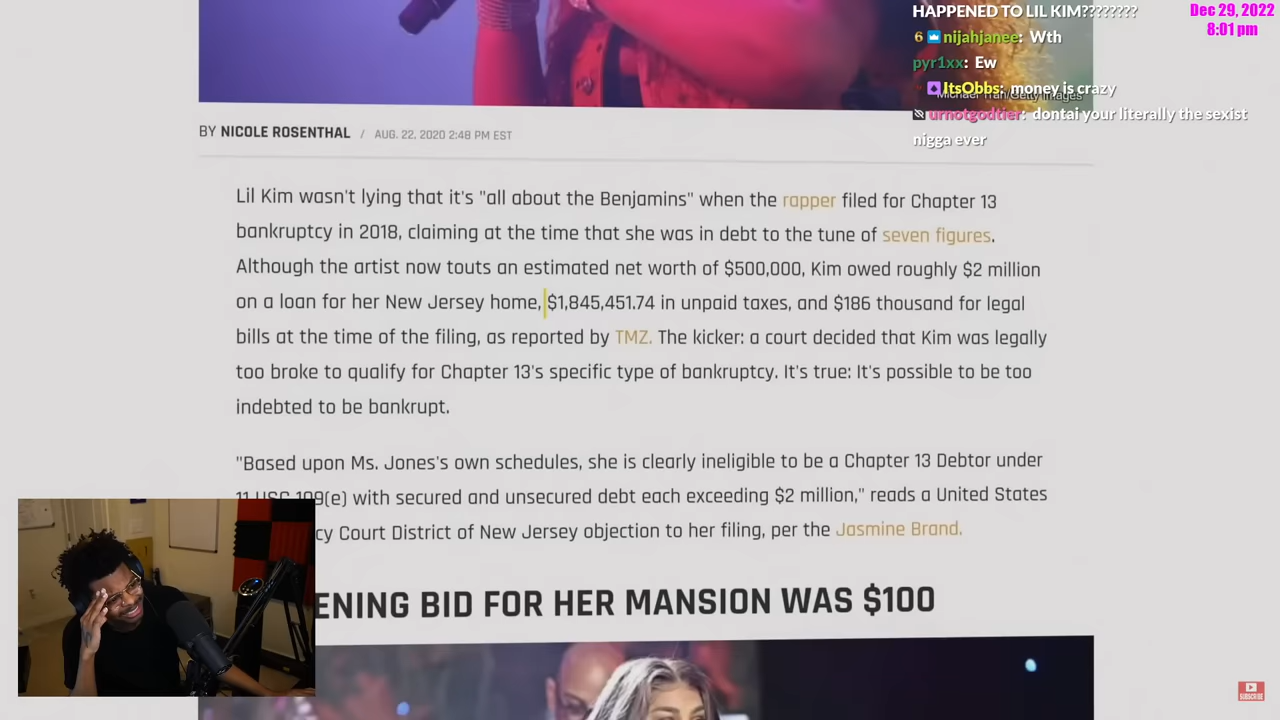 HAPPENED TO LIL KIM????????
Dec 29, 2022
8:01 pm
6 nijahjanee: Wth
pyr1xx: Ew
ItsObbs: money is crazy
Michael Tran/Getty Images
urnotgodtier: dontai your literally the sexist
nigga ever
BY NICOLE ROSENTHAL / AUG. 22, 2020 2:48 PM EST
Lil Kim wasn't lying that it's "all about the Benjamins" when the rapper filed for Chapter 13
bankruptcy in 2018, claiming at the time that she was in debt to the tune of seven figures.
Although the artist now touts an estimated net worth of $500,000, Kim owed roughly $2 million
on a loan for her New Jersey home, $1,845,451.74 in unpaid taxes, and $186 thousand for legal
bills at the time of the filing, as reported by TMZ. The kicker: a court decided that Kim was legally
too broke to qualify for Chapter 13's specific type of bankruptcy. It's true: It's possible to be too
indebted to be bankrupt.
"Based upon Ms. Jones's own schedules, she is clearly ineligible to be a Chapter 13 Debtor under
11 USC 109(e) with secured and unsecured debt each exceeding $2 million," reads a United States
cy Court District of New Jersey objection to her filing, per the Jasmine Brand.
ENING BID FOR HER MANSION WAS $100
SUBSCRIBE